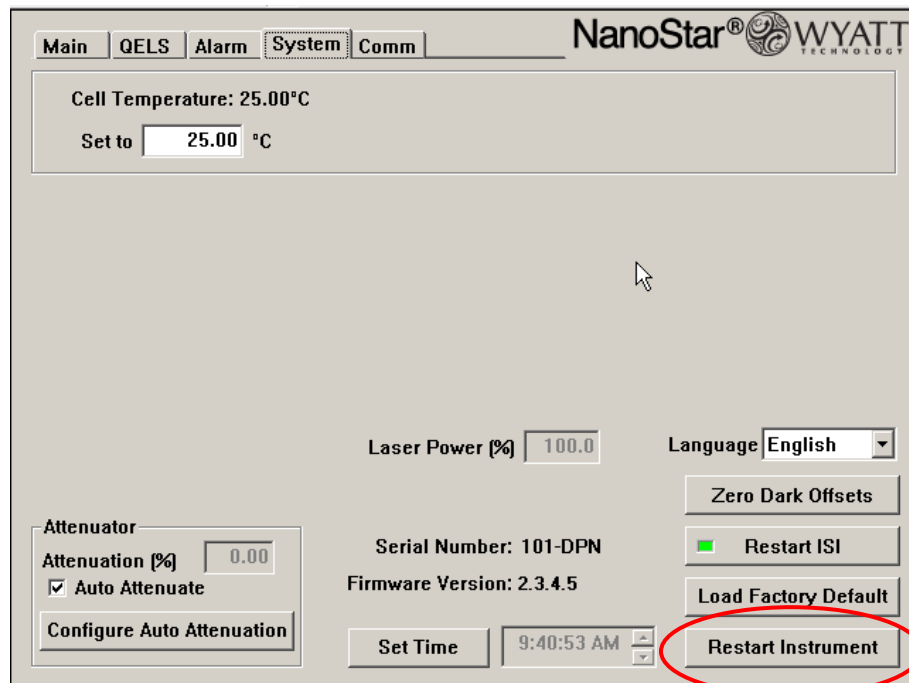 Main QELS Alarm System Comm NanoStar® WYATT
TECHNOLOGY
Cell Temperature: 25.00°C
Set to 25.00 °C
Laser Power (%) 100.0 Language English
Zero Dark Offsets
Attenuator
Attenuation (%) 0.00
Serial Number: 101-DPN Restart ISI
Auto Attenuate
Firmware Version: 2.3.4.5
Load Factory Default
Configure Auto Attenuation
Set Time 9:40:53 AM Restart Instrument